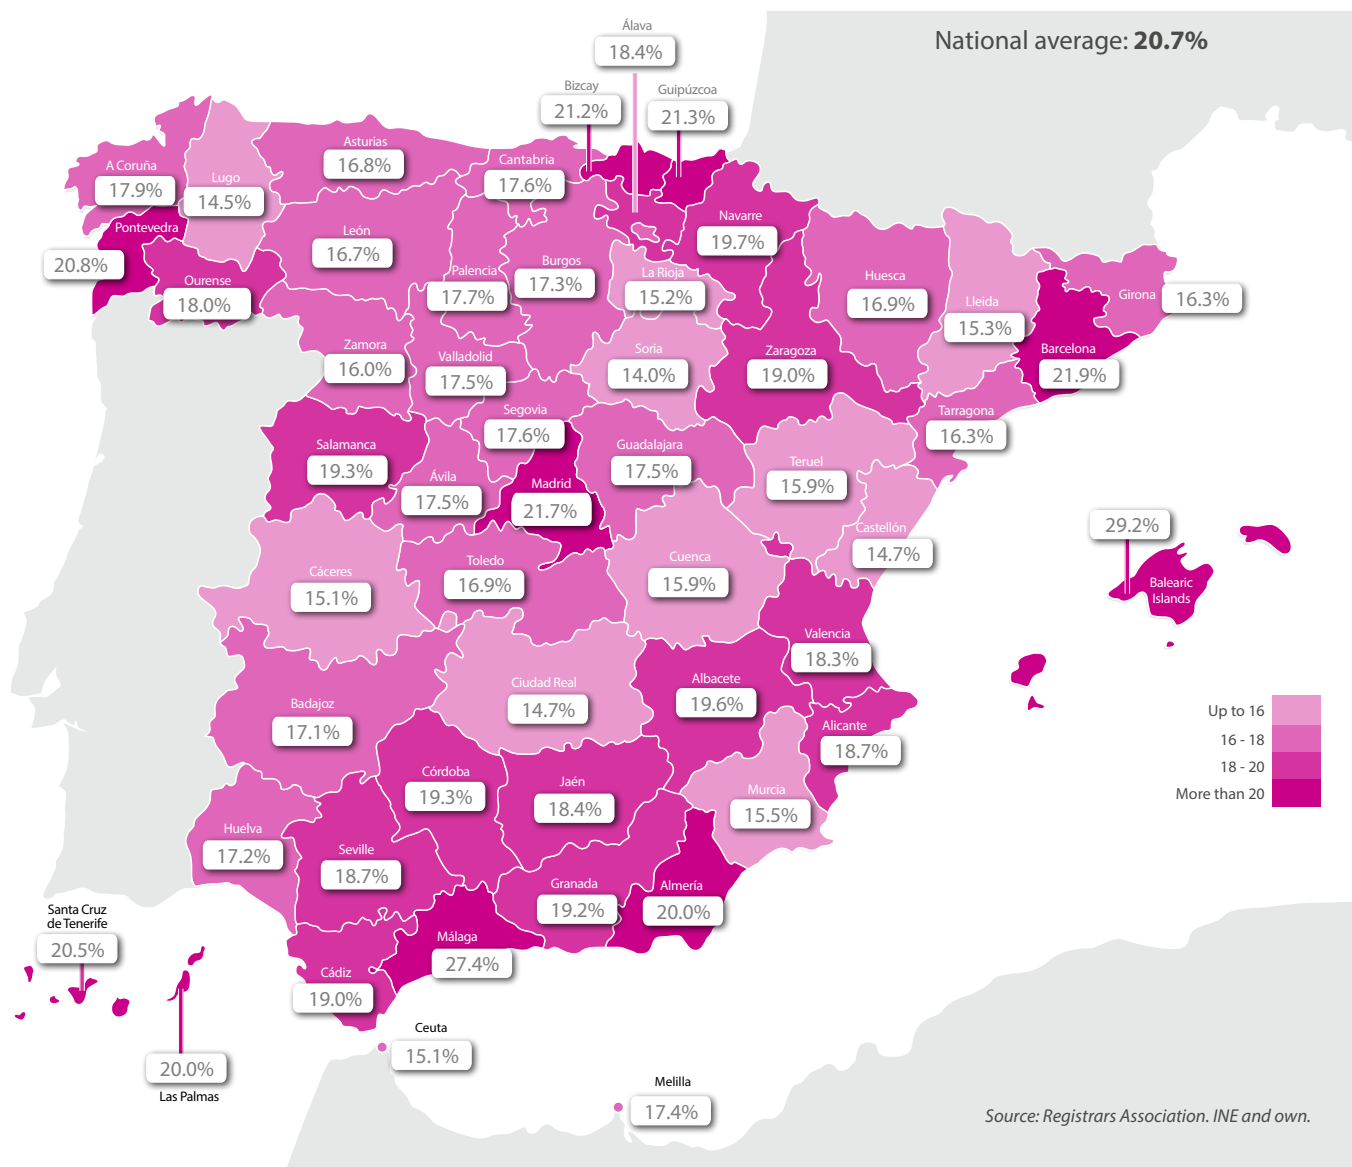 National average: 20.7%
Álava
18.4%
Bizcay
21.2%
Guipúzcoa
21.3%
A Coruña
17.9%
Lugo
14.5%
Asturias
16.8%
Cantabria
17.6%
Pontevedra
20.8%
Ourense
18.0%
León
16.7%
Palencia
17.7%
Burgos
17.3%
La Rioja
15.2%
Navarre
19.7%
Huesca
16.9%
Lleida
15.3%
Girona
16.3%
Barcelona
21.9%
Zamora
16.0%
Valladolid
17.5%
Soria
14.0%
Zaragoza
19.0%
Tarragona
16.3%
Segovia
17.6%
Salamanca
19.3%
Ávila
17.5%
Madrid
21.7%
Guadalajara
17.5%
Teruel
15.9%
Castellón
14.7%
29.2%
Balearic
Islands
Cáceres
15.1%
Toledo
16.9%
Cuenca
15.9%
Valencia
18.3%
Badajoz
17.1%
Ciudad Real
14.7%
Albacete
19.6%
Alicante
18.7%
Córdoba
19.3%
Jaén
18.4%
Murcia
15.5%
Huelva
17.2%
Seville
18.7%
Granada
19.2%
Almería
20.0%
Málaga
27.4%
Cádiz
19.0%
Santa Cruz
de Tenerife
20.5%
20.0%
Las Palmas
Ceuta
15.1%
Melilla
17.4%
Up to 16
16 - 18
18 - 20
More than 20
Source: Registrars Association. INE and own.